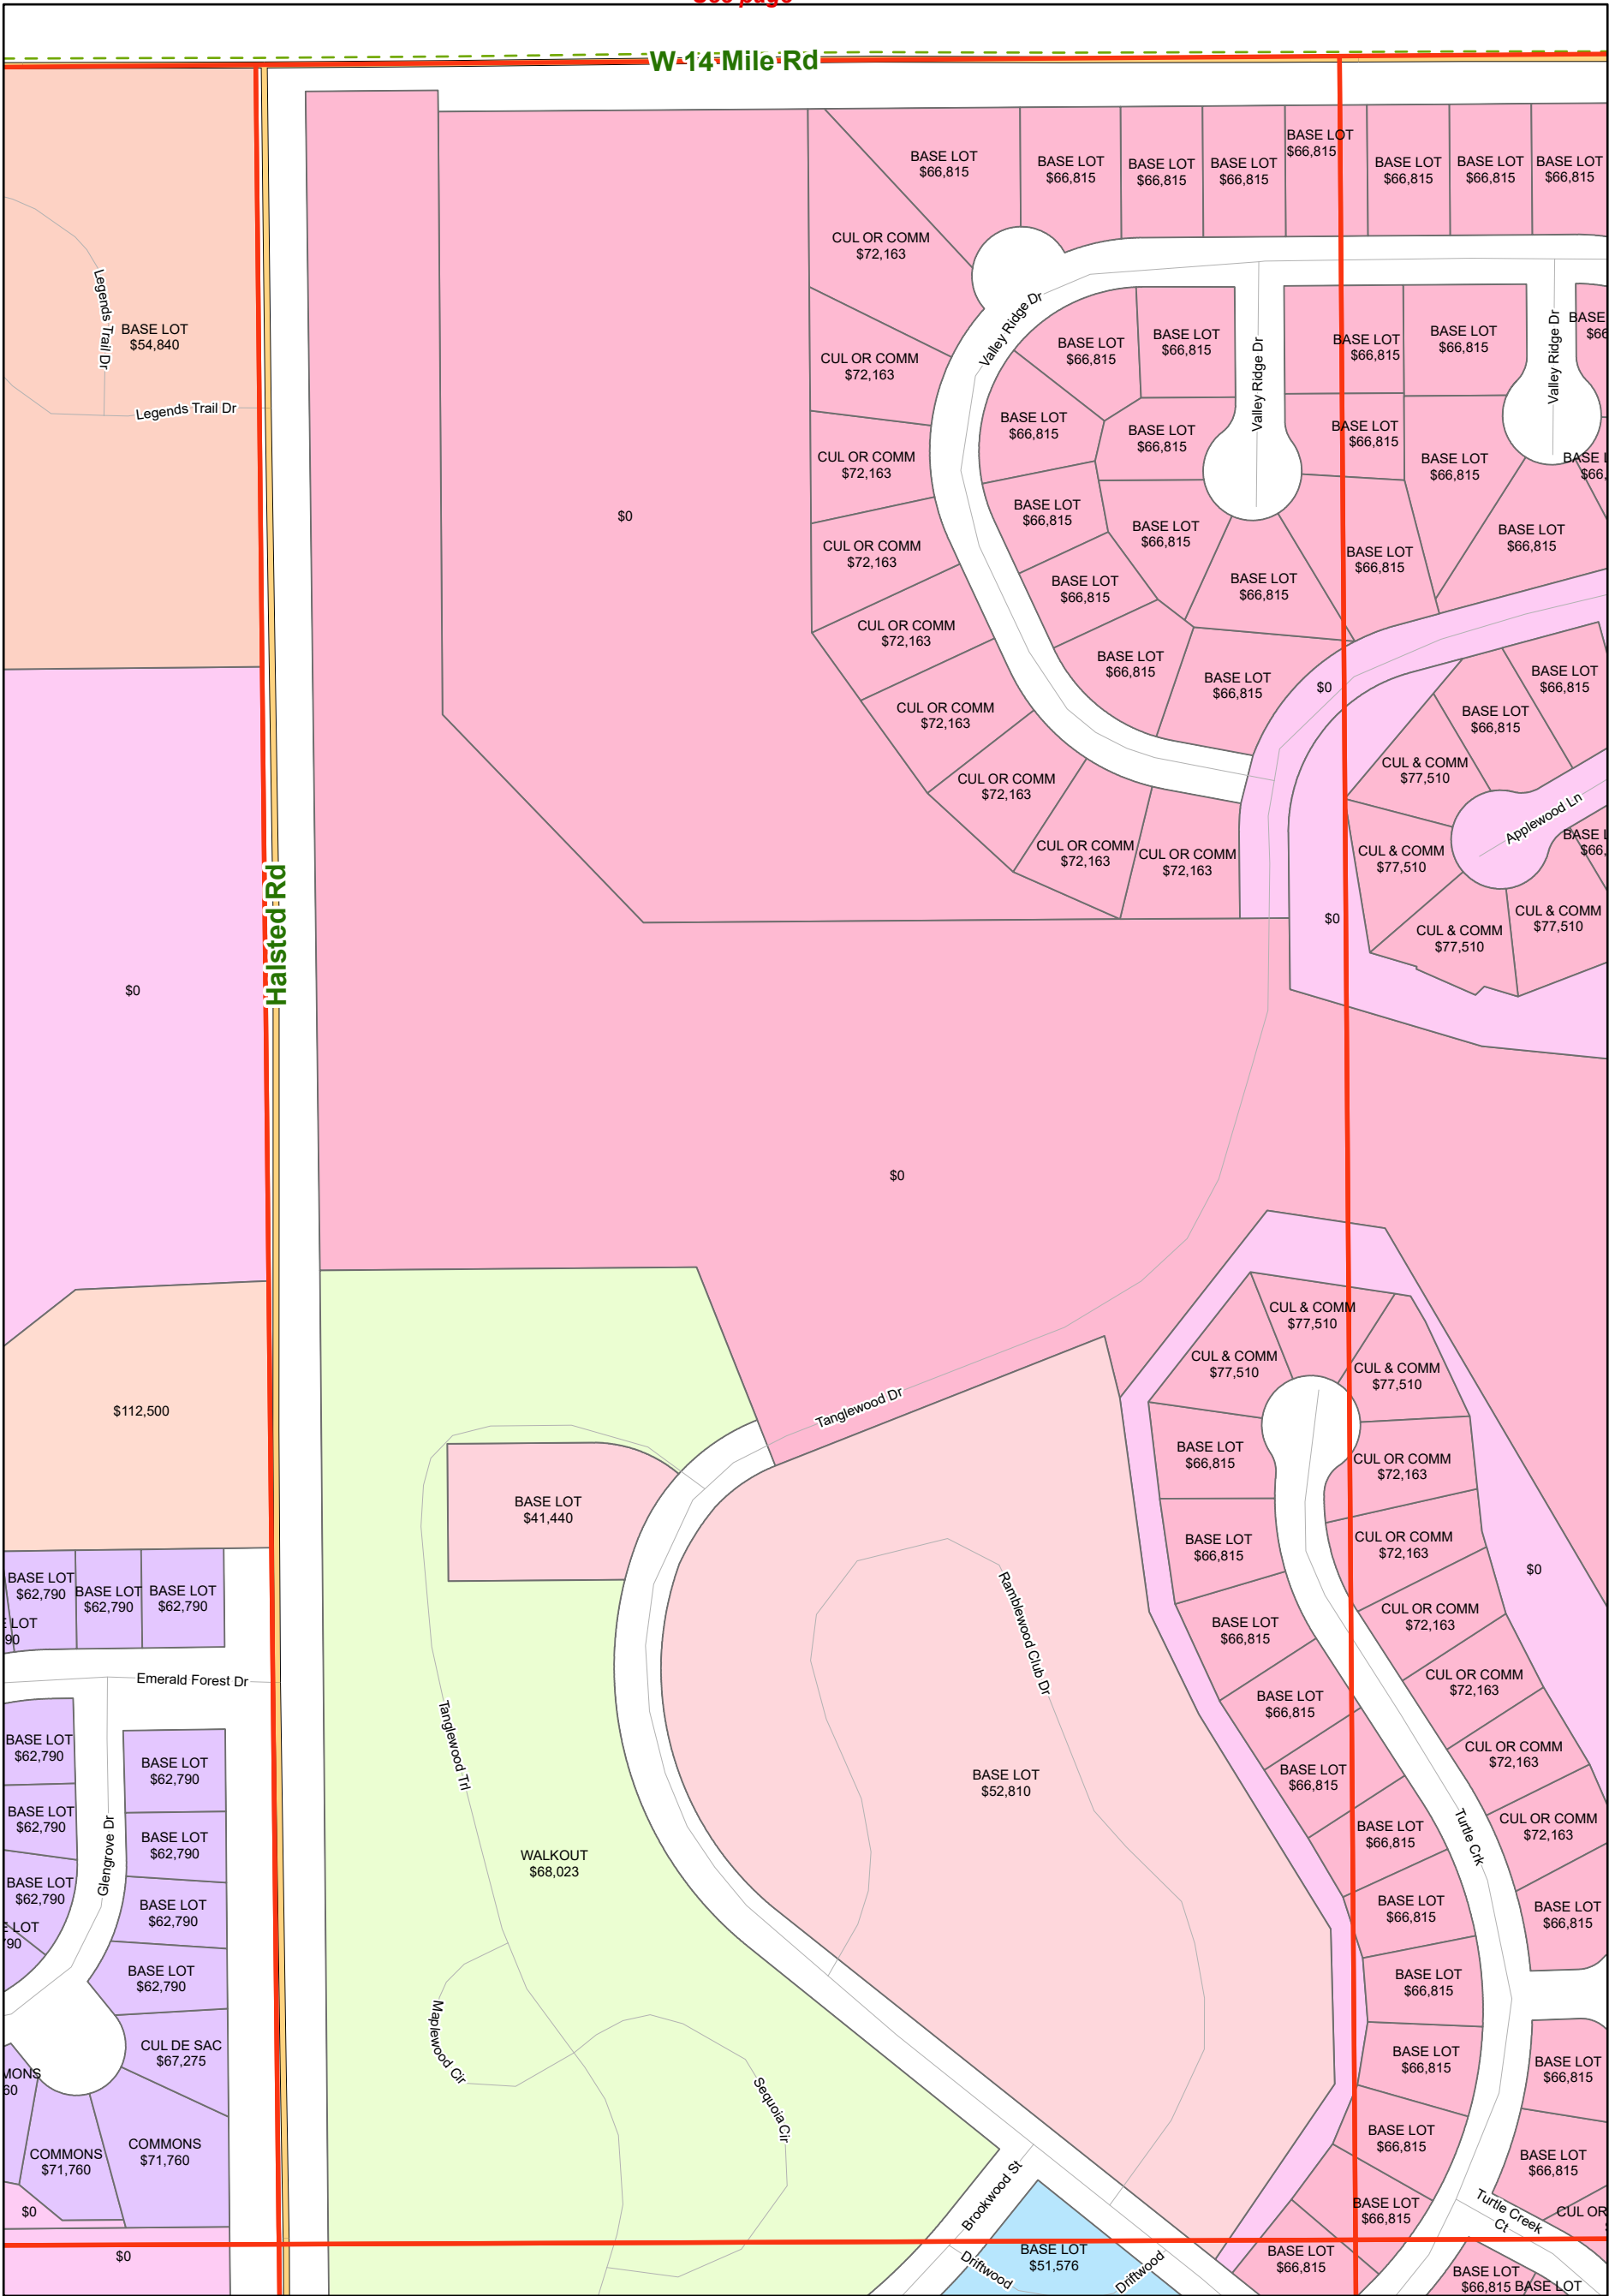 See page
W 14 Mile Rd
BASE LOT
$66,815
BASE LOT
$66,815
BASE LOT
$66,815
BASE LOT
$66,815
BASE LOT
$66,815
BASE LOT
$66,815
BASE LOT
$66,815
BASE LOT
$66,815
CUL OR COMM
$72,163
Legends Trail Dr
BASE LOT
$54,840
Legends Trail Dr
Valley Ridge Dr
BASE LOT
$66,815
BASE LOT
$66,815
Valley Ridge Dr
BASE LOT
$66,815
BASE LOT
$66,815
Valley Ridge Dr
BASE
$66
CUL OR COMM
$72,163
BASE LOT
$66,815
BASE LOT
$66,815
BASE LOT
$66,815
BASE LOT
$66,815
BASE L
$66,
CUL OR COMM
$72,163
$0
BASE LOT
$66,815
BASE LOT
$66,815
BASE LOT
$66,815
CUL OR COMM
$72,163
BASE LOT
$66,815
BASE LOT
$66,815
BASE LOT
$66,815
CUL OR COMM
$72,163
BASE LOT
$66,815
BASE LOT
$66,815
$0
BASE LOT
$66,815
BASE LOT
$66,815
CUL OR COMM
$72,163
CUL & COMM
$77,510
CUL OR COMM
$72,163
Applewood Ln
BASE L
$66,
CUL OR COMM
$72,163
CUL OR COMM
$72,163
CUL & COMM
$77,510
CUL & COMM
$77,510
CUL & COMM
$77,510
$0
Halsted Rd
$0
$0
CUL & COMM
$77,510
CUL & COMM
$77,510
CUL & COMM
$77,510
Tanglewood Dr
$112,500
BASE LOT
$66,815
CUL OR COMM
$72,163
BASE LOT
$41,440
BASE LOT
$66,815
CUL OR COMM
$72,163
$0
BASE LOT
$62,790
BASE LOT
$62,790
BASE LOT
$62,790
E LOT
90
Ramblewood Club Dr
BASE LOT
$66,815
CUL OR COMM
$72,163
Emerald Forest Dr
BASE LOT
$66,815
CUL OR COMM
$72,163
Tanglewood Trl
BASE LOT
$62,790
BASE LOT
$62,790
BASE LOT
$52,810
BASE LOT
$66,815
CUL OR COMM
$72,163
BASE LOT
$62,790
BASE LOT
$62,790
Glengrove Dr
WALKOUT
$68,023
BASE LOT
$66,815
Turtle Crk
CUL OR COMM
$72,163
BASE LOT
$62,790
BASE LOT
$62,790
E LOT
790
BASE LOT
$66,815
BASE LOT
$66,815
BASE LOT
$62,790
BASE LOT
$66,815
Maplewood Cir
CUL DE SAC
$67,275
MONS
60
BASE LOT
$66,815
BASE LOT
$66,815
Sequoia Cir
COMMONS
$71,760
COMMONS
$71,760
BASE LOT
$66,815
BASE LOT
$66,815
Brookwood St
$0
BASE LOT
$66,815
Turtle Creek
Ct
CUL OR
$0
Driftwood
BASE LOT
$51,576
Driftwood
BASE LOT
$66,815
BASE LOT
$66,815
BASE LOT